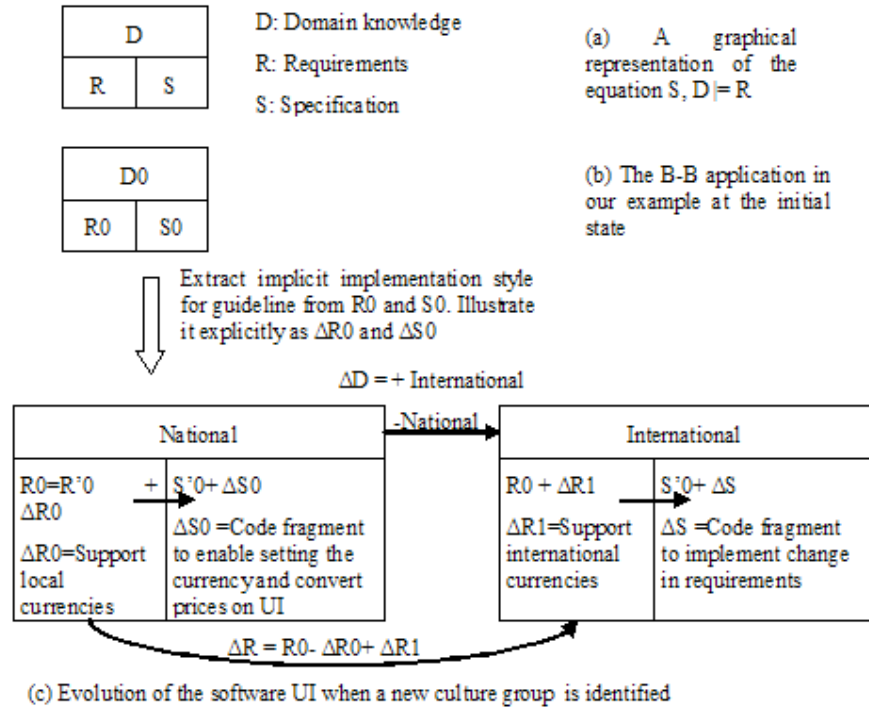 D
R
S
D: Domain knowledge
R: Requirements
S: Specification
(a) A graphical
representation of the
equation S, D |= R
D0
R0
S0
(b) The B-B application in
our example at the initial
state
Extract implicit implementation style
for guideline from R0 and S0. Illustrate
it explicitly as ΔR0 and ΔS0
ΔD = + International
-National
National
R0=R’0 +
ΔR0
ΔR0=Support
local
currencies
S’0+ ΔS0
ΔS0 =Code fragment
to enable setting the
currency and convert
prices on UI
International
R0 + ΔR1
ΔR1=Support
international
currencies
S’0+ ΔS
ΔS =Code fragment
to implement change
in requirements
ΔR = R0- ΔR0+ ΔR1
(c) Evolution of the software UI when a new culture group is identified